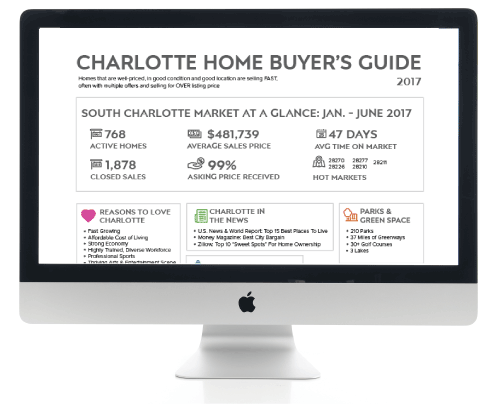 CHARLOTTE HOME BUYER'S GUIDE
Homes that are well-priced, in good condition and good location are selling FAST,
often with multiple offers and selling for OVER listing price
2017
SOUTH CHARLOTTE MARKET AT A GLANCE: JAN. - JUNE 2017
768
ACTIVE HOMES
$481,739
AVERAGE SALES PRICE
47 DAYS
AVG TIME ON MARKET
1,878
CLOSED SALES
99%
ASKING PRICE RECEIVED
28270 28277 28211
28226 28210
HOT MARKETS
REASONS TO LOVE
CHARLOTTE
• Fast Growing
• Affordable Cost of Living
• Strong Economy
• Highly Trained, Diverse Workforce
• Professional Sports
• Thriving Arts & Entertainment Scene
CHARLOTTE IN
THE NEWS
• U.S. News & World Report: Top 15 Best Places To Live
• Money Magazine: Best City Bargain
• Zillow: Top 10 "Sweet Spots" For Home Ownership
PARKS &
GREEN SPACE
• 210 Parks
• 37 Miles of Greenways
• 30+ Golf Courses
• 3 Lakes